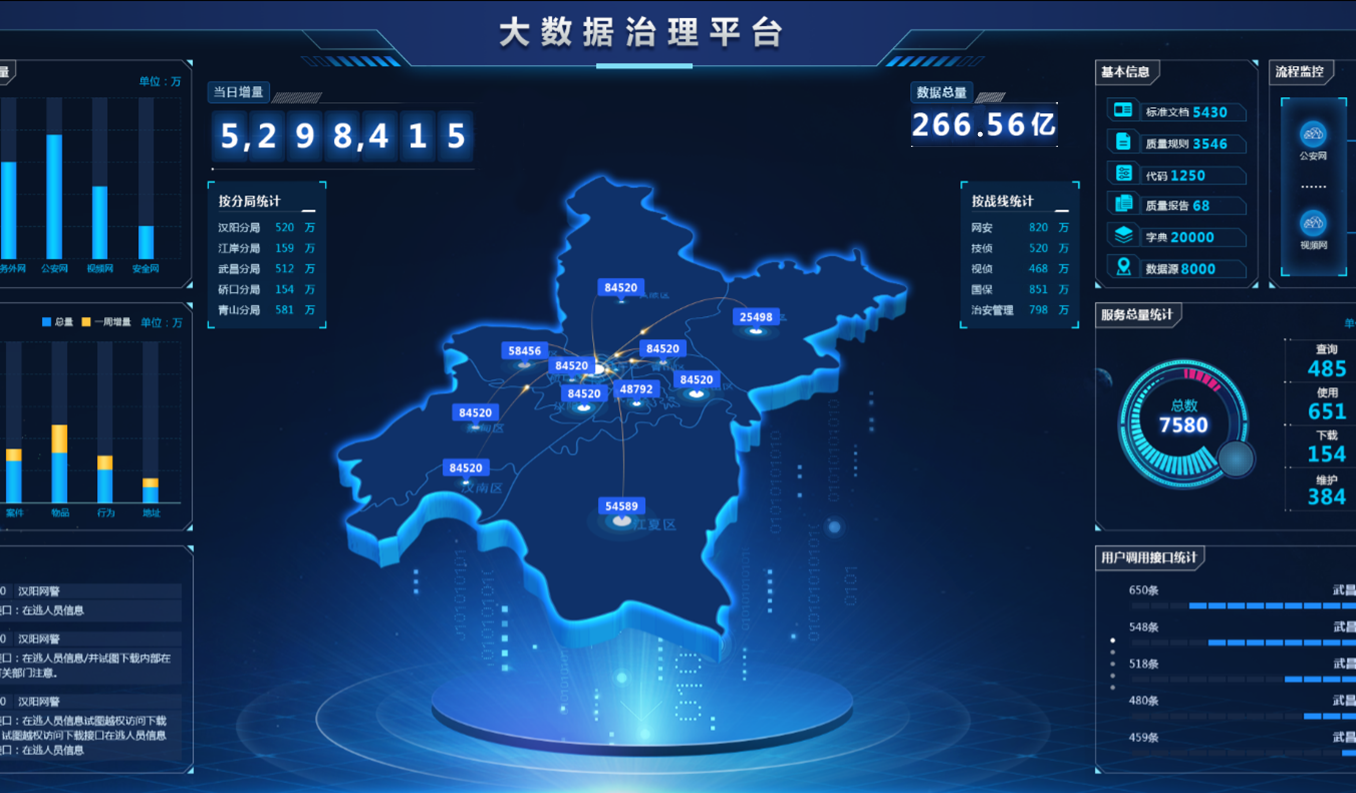 大数据治理平台
量
单位：万
务外网 公安网 视频网 安全网
总量 一周增量 单位：万
案件 物品 行为 地址
0 汉阳网警
口：在逃人员信息
0 汉阳网警
口：在逃人员信息/并试图下载内部在
关部门注意。
0 汉阳网警
口：在逃人员信息试图越权访问下载
试图越权访问下载接口在逃人员信息
口：在逃人员信息
当日增量
5,298,415
按分局统计
汉阳分局 520 万
江岸分局 159 万
武昌分局 512 万
硚口分局 154 万
青山分局 581 万
84520
25498
58456
84520
84520
84520
84520
48792
84520
84520
汉南区
54589
江夏区
数据总量
266.56亿
按战线统计
网安 820 万
技侦 520 万
视侦 468 万
国保 851 万
治安管理 798 万
基本信息
标准文档 5430
质量规则 3546
代码 1250
质量报告 68
字典 20000
数据源 8000
流程监控
公安网
······
视频网
服务总量统计
单
总数
7580
查询
485
使用
651
下载
154
维护
384
用户调用接口统计
650条 武昌
548条 武昌
518条 武昌
480条 武昌
459条 武昌